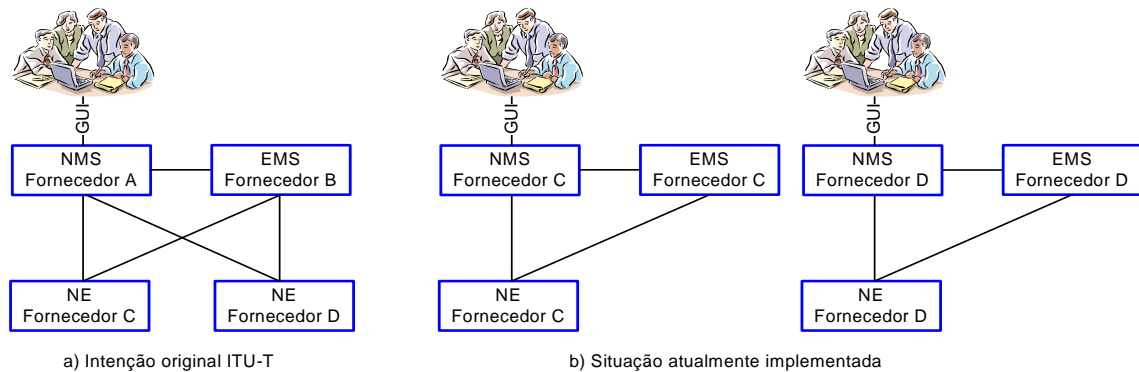 GUI
GUI
GUI
NMS
Fornecedor A
EMS
Fornecedor B
NMS
Fornecedor C
EMS
Fornecedor C
NMS
Fornecedor D
EMS
Fornecedor D
NE
Fornecedor C
NE
Fornecedor D
NE
Fornecedor C
NE
Fornecedor D
a) Intenção original ITU-T
b) Situação atualmente implementada